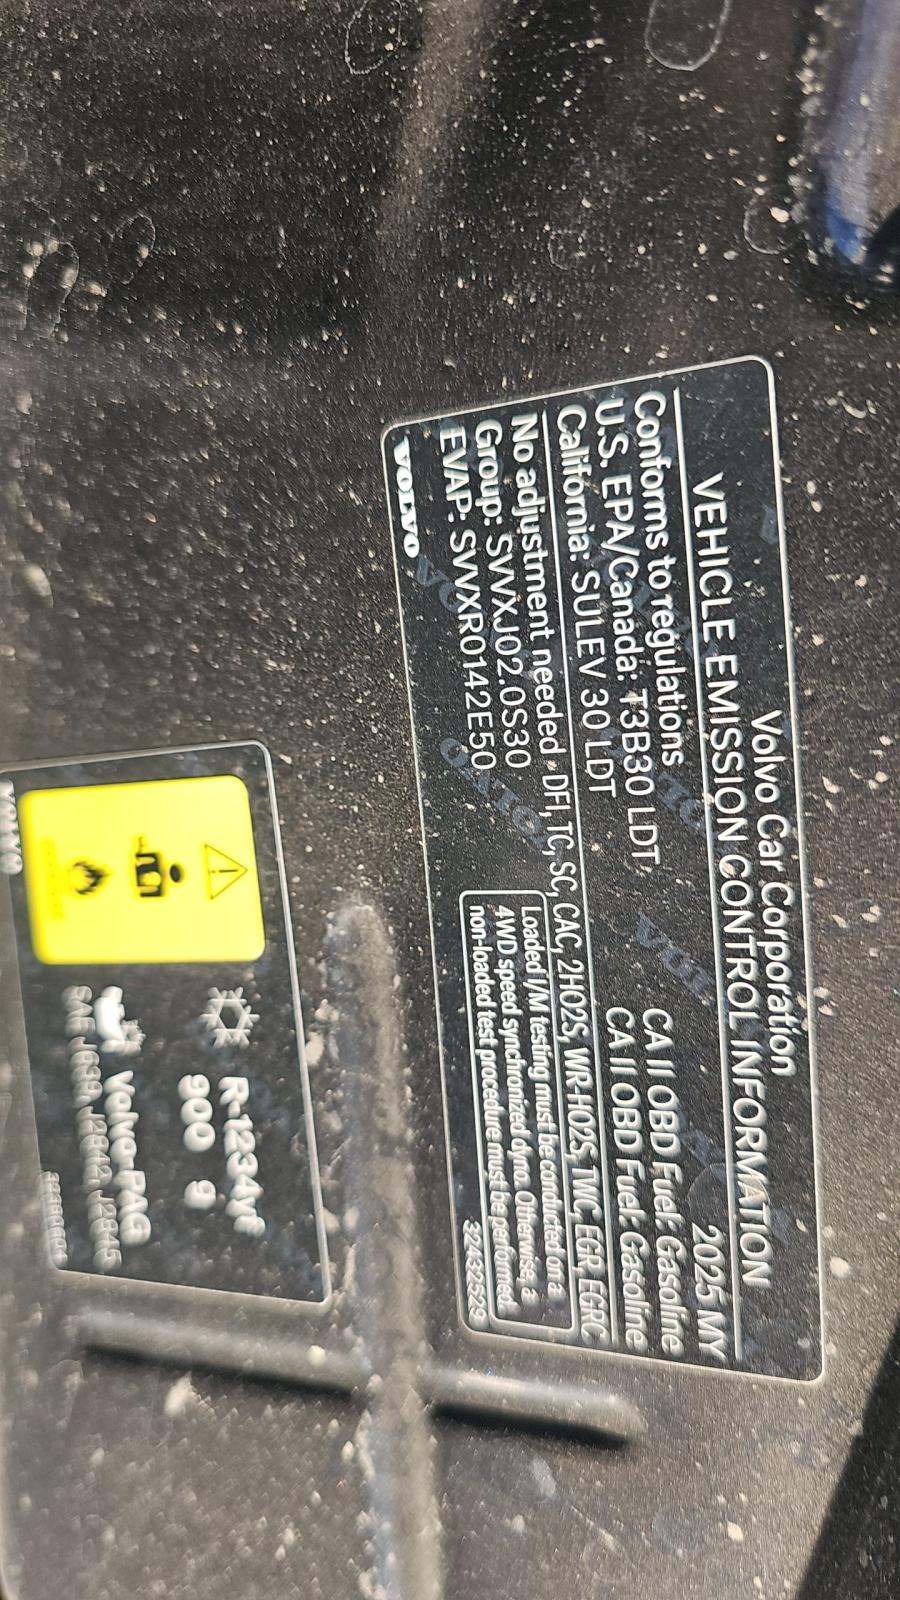 Volvo Car Corporation
VEHICLE EMISSION CONTROL INFORMATION
2025 MY
Conforms to regulations
U.S. EPA/Canada: T3B30 LDT CA II OBD Fuel: Gasoline
California: SULEV 30 LDT CA II OBD Fuel: Gasoline
No adjustment needed DFI, TC, SC, CAC, 2HO2S, WR-HO2S, TWC, EGR, EGRC
Group: SVVXJ02.0S30
EVAP: SVVXR0142E50
Loaded I/M testing must be conducted on a
4WD speed synchronized dyno. Otherwise, a
non-loaded test procedure must be performed.
VOLVO
32432529
R-1234yf
900 g
Volvo-PAG
SAE J639, J2842, J2845
VOLVO